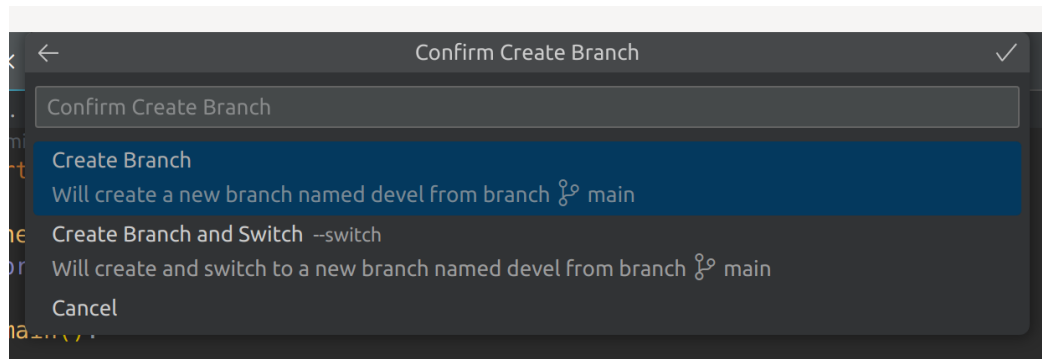 Confirm Create Branch
Confirm Create Branch
Create Branch
Will create a new branch named devel from branch main
Create Branch and Switch --switch
Will create and switch to a new branch named devel from branch main
Cancel